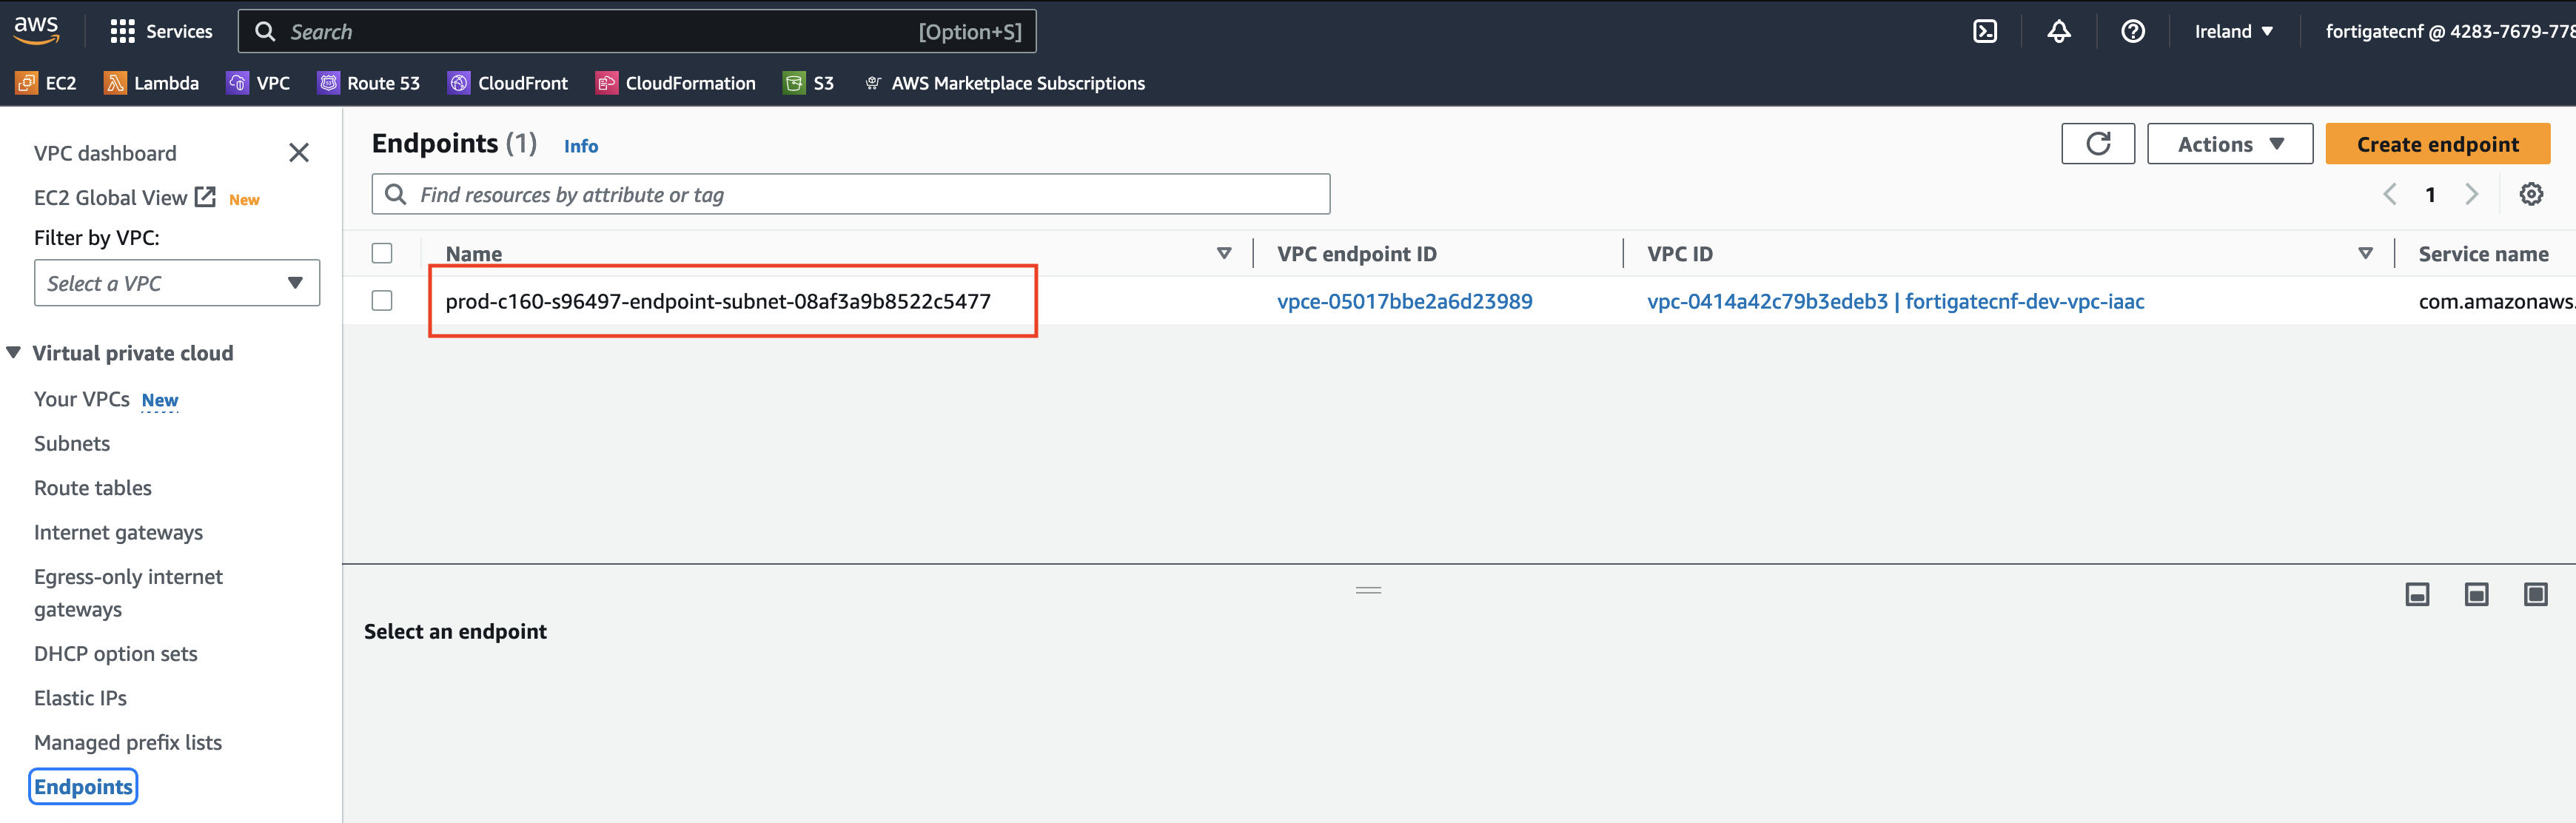 aws
Services
Search
[Option+S]
Ireland
fortigatecnf @ 4283-7679-778
EC2
Lambda
VPC
Route 53
CloudFront
CloudFormation
S3
AWS Marketplace Subscriptions
VPC dashboard
EC2 Global View New
Filter by VPC:
Select a VPC
Virtual private cloud
Your VPCs New
Subnets
Route tables
Internet gateways
Egress-only internet
gateways
DHCP option sets
Elastic IPs
Managed prefix lists
Endpoints
Endpoints (1) Info
Actions
Create endpoint
Find resources by attribute or tag
1
Name
VPC endpoint ID
VPC ID
Service name
prod-c160-s96497-endpoint-subnet-08af3a9b8522c5477
vpce-05017bbe2a6d23989
vpc-0414a42c79b3edeb3 | fortigatecnf-dev-vpc-iaac
com.amazonaws.
Select an endpoint